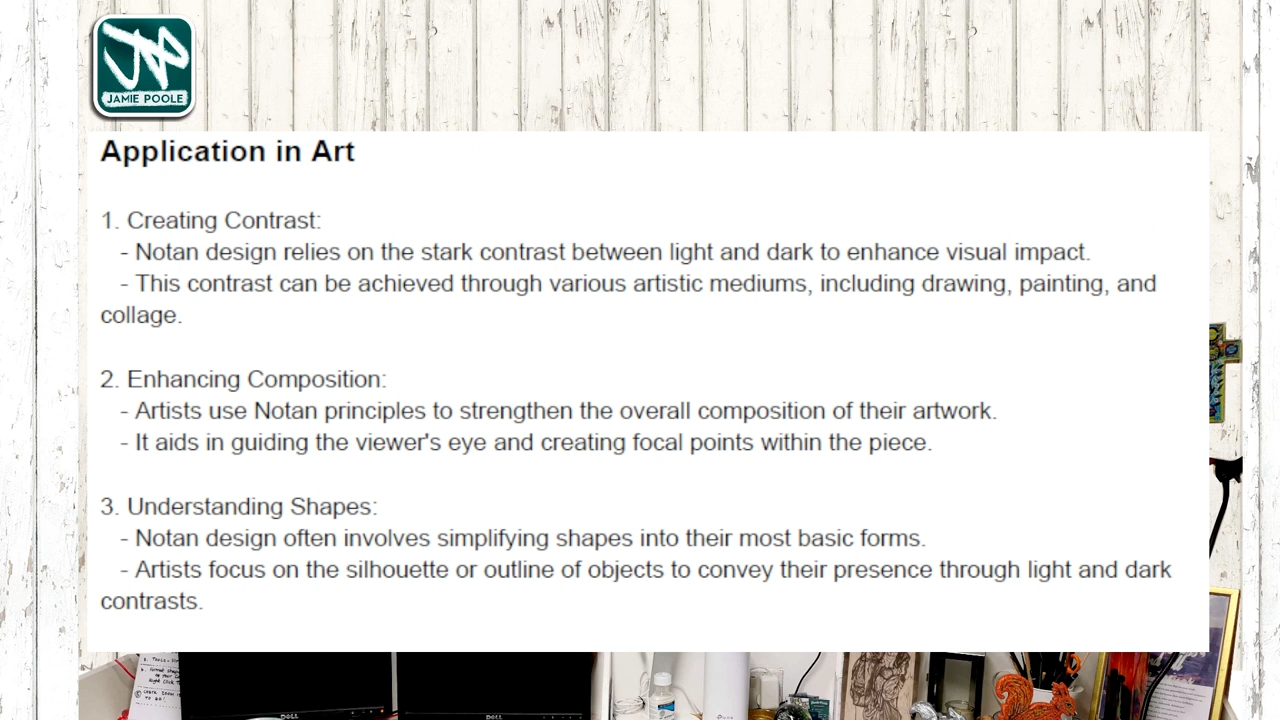 JAMIE POOLE
Application in Art
1. Creating Contrast:
- Notan design relies on the stark contrast between light and dark to enhance visual impact.
- This contrast can be achieved through various artistic mediums, including drawing, painting, and
collage.
2. Enhancing Composition:
- Artists use Notan principles to strengthen the overall composition of their artwork.
- It aids in guiding the viewer's eye and creating focal points within the piece.
3. Understanding Shapes:
- Notan design often involves simplifying shapes into their most basic forms.
- Artists focus on the silhouette or outline of objects to convey their presence through light and dark
contrasts.
DELL
DELL